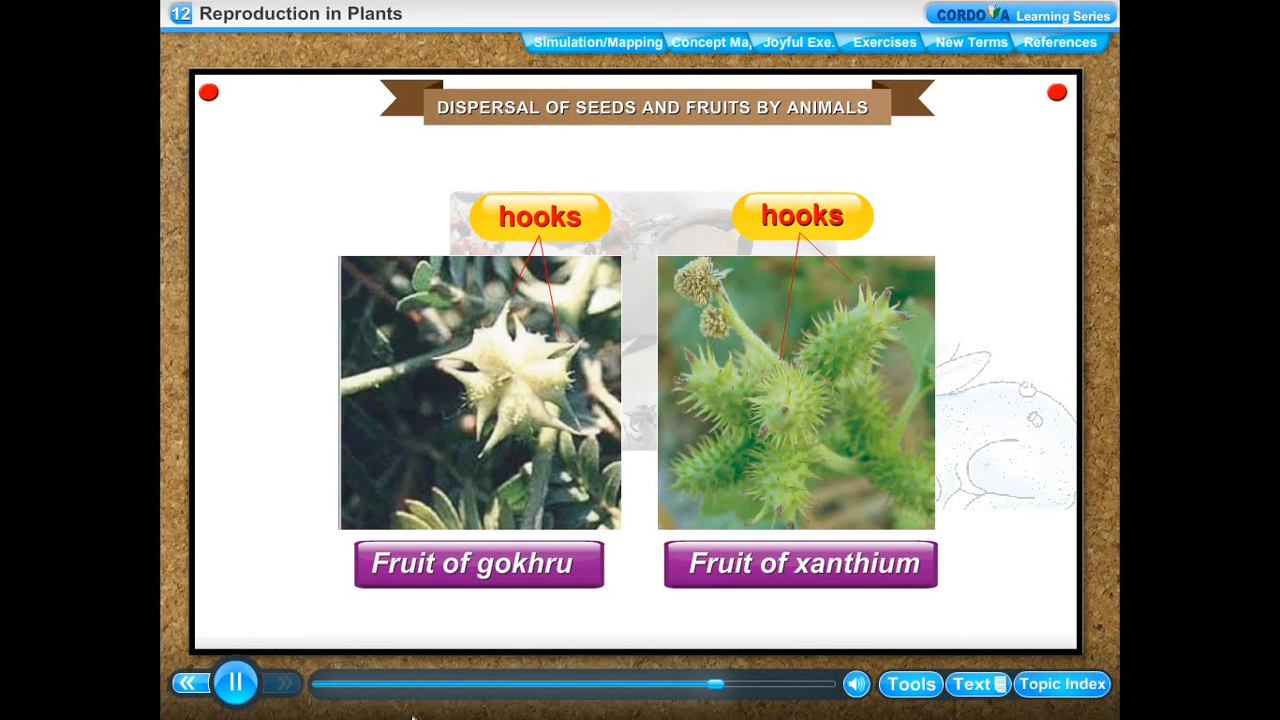 12 Reproduction in Plants
CORDOVA Learning Series
Simulation/Mapping Concept Ma Joyful Exe. Exercises New Terms References
DISPERSAL OF SEEDS AND FRUITS BY ANIMALS
hooks hooks
Fruit of gokhru Fruit of xanthium
Tools Text Topic Index